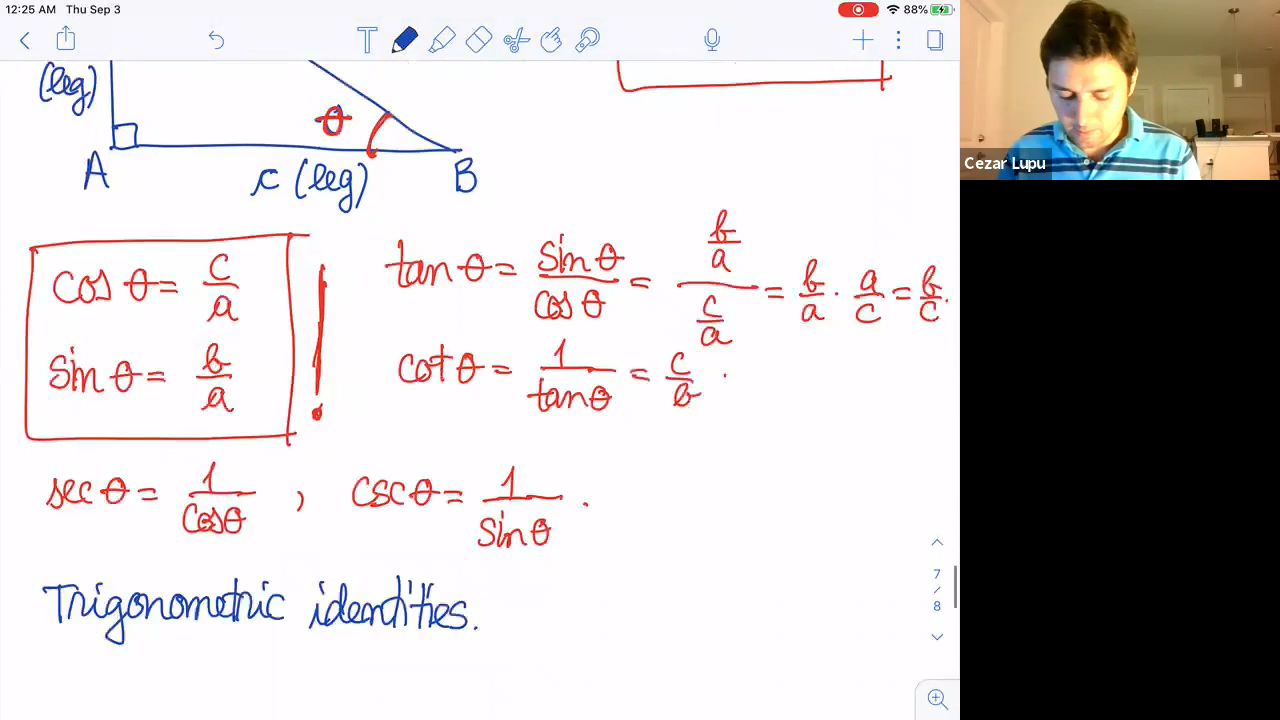 12:25 AM Thu Sep 3
88%
T
(leg)
θ
A
c (leg)
B
cos θ = c/a
sin θ = b/a
!
tan θ = sin θ / cos θ = (b/a) / (c/a) = b/a · a/c = b/c.
cot θ = 1 / tan θ = c/b .
sec θ = 1 / cos θ , csc θ = 1 / sin θ .
Trigonometric identities.
7 / 8
Cezar Lupu